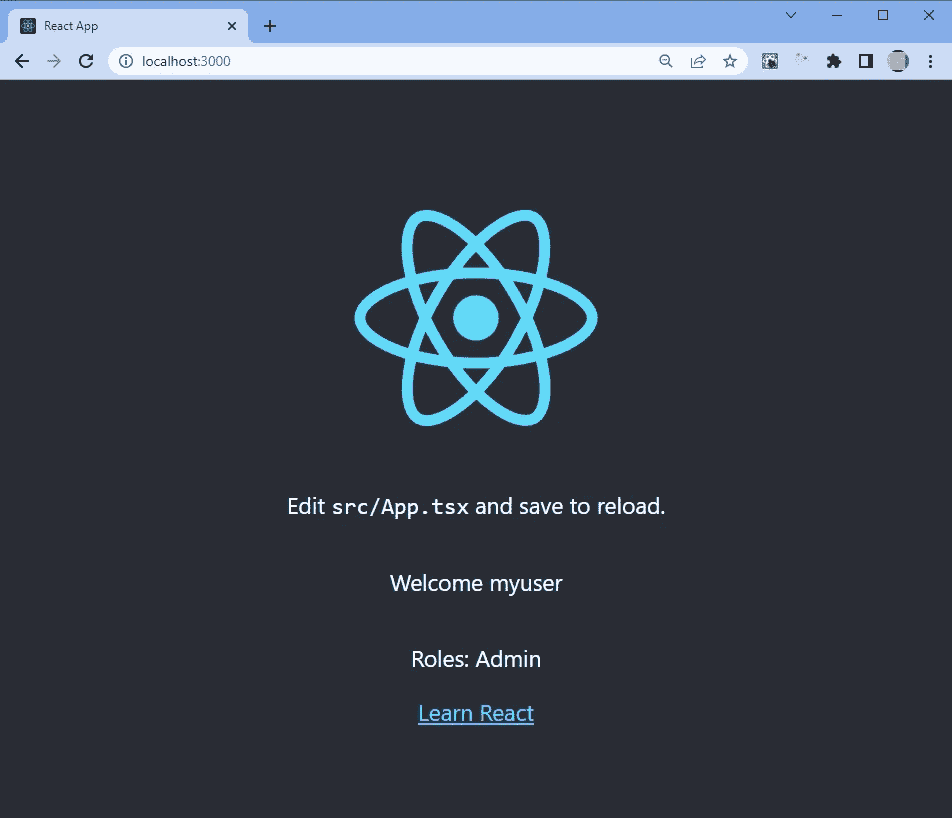 React App
localhost:3000
Edit src/App.tsx and save to reload.
Welcome myuser
Roles: Admin
Learn React